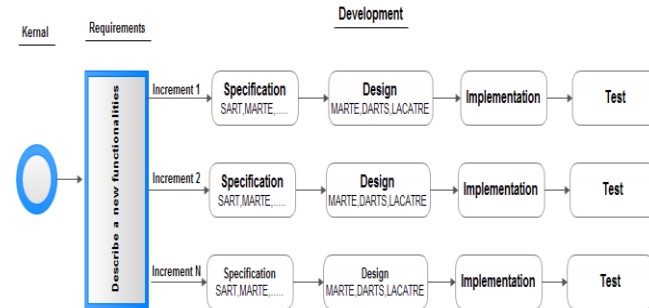 Development
Kernal
Requirements
Describe a new functionalities
Increment 1
Specification
SART,MARTE,.....
Design
MARTE,DARTS,LACATRE
Implementation
Test
Increment 2
Specification
SART,MARTE,.....
Design
MARTE,DARTS,LACATRE
Implementation
Test
Increment N
Specification
SART,MARTE,.....
Design
MARTE,DARTS,LACATRE
Implementation
Test